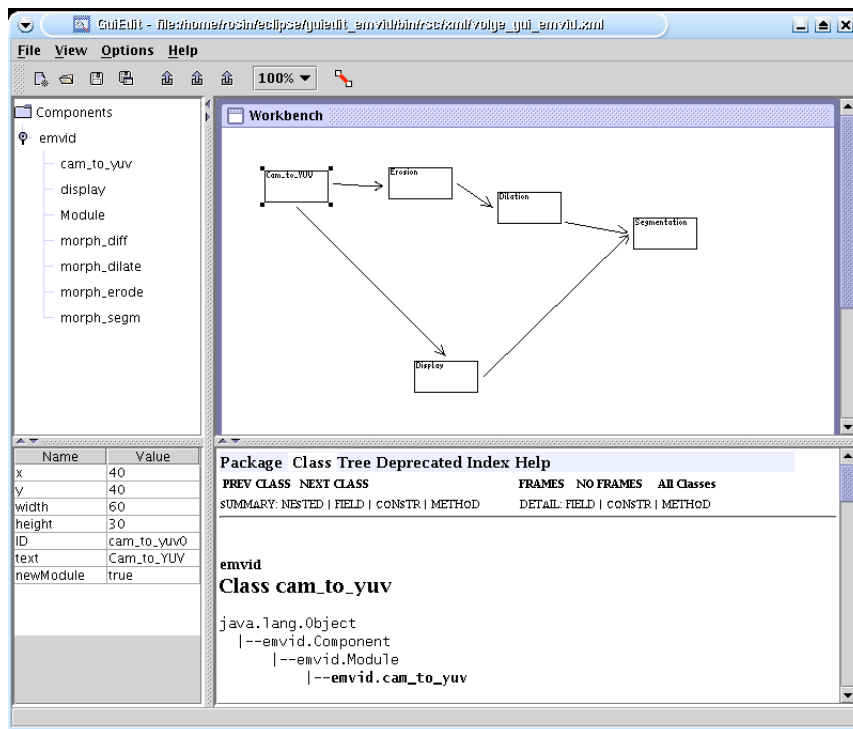 GuiEdit - file:/home/rosin/eclipse/guiedit_emvid/bin/rsc/xml/volge_gui_emvid.xml
File View Options Help
100%
Components
emvid
cam_to_yuv
display
Module
morph_diff
morph_dilate
morph_erode
morph_segm
Workbench
Cam_to_YUV
Erosion
Dilation
Segmentation
Display
Name Value
x 40
y 40
width 60
height 30
ID cam_to_yuv0
text Cam_to_YUV
newModule true
Package Class Tree Deprecated Index Help
PREV CLASS NEXT CLASS FRAMES NO FRAMES All Classes
SUMMARY: NESTED | FIELD | CONSTR | METHOD DETAIL: FIELD | CONSTR | METHOD
emvid
Class cam_to_yuv
java.lang.Object
|--emvid.Component
|--emvid.Module
|--emvid.cam_to_yuv